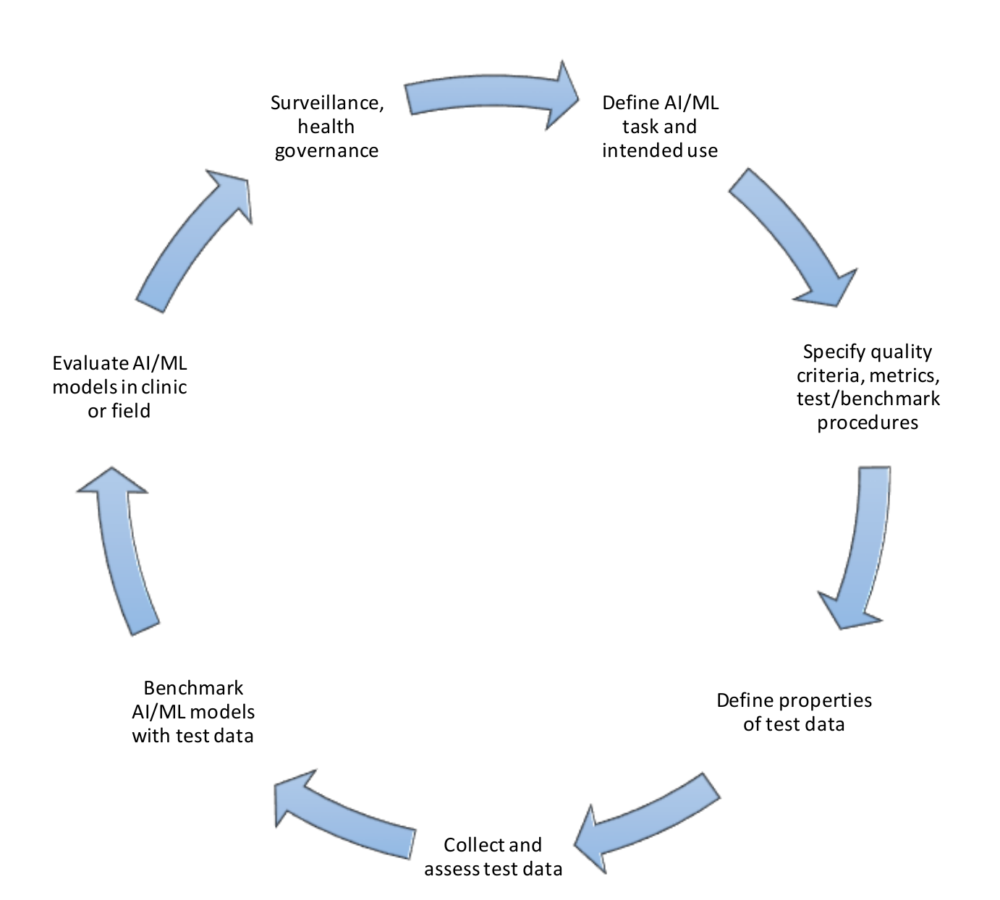 Surveillance,
health
governance
Define AI/ML
task and
intended use
Specify quality
criteria, metrics,
test/benchmark
procedures
Define properties
of test data
Collect and
assess test data
Benchmark
AI/ML models
with test data
Evaluate AI/ML
models in clinic
or field